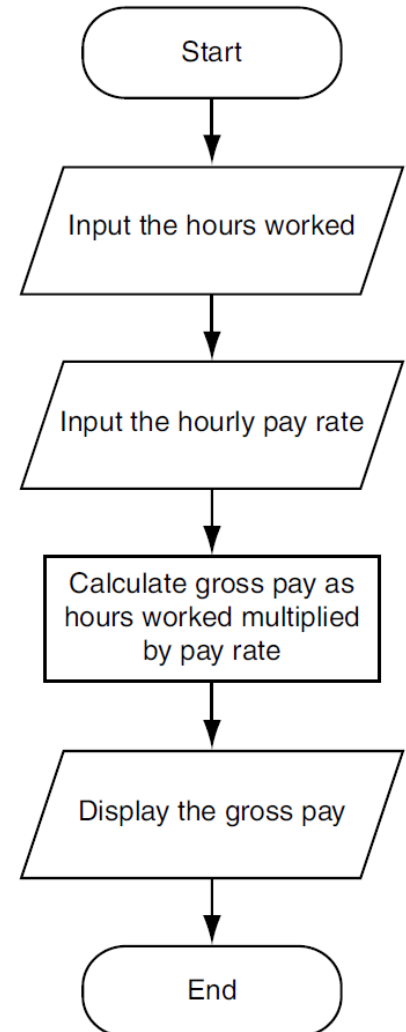 Start
Input the hours worked
Input the hourly pay rate
Calculate gross pay as
hours worked multiplied
by pay rate
Display the gross pay
End